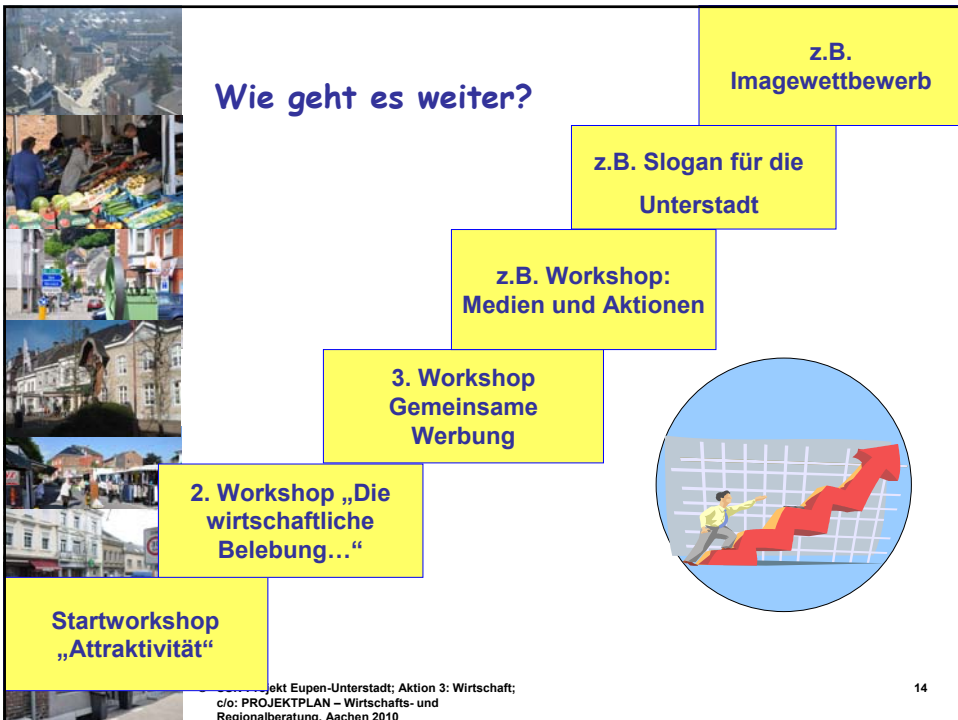 Wie geht es weiter?
z.B.
Imagewettbewerb
z.B. Slogan für die
Unterstadt
z.B. Workshop:
Medien und Aktionen
3. Workshop
Gemeinsame
Werbung
2. Workshop „Die
wirtschaftliche
Belebung…“
Startworkshop
„Attraktivität“
Eupen-Unterstadt; Aktion 3: Wirtschaft;
c/o: PROJEKTPLAN – Wirtschafts- und
Regionalberatung, Aachen 2010
14